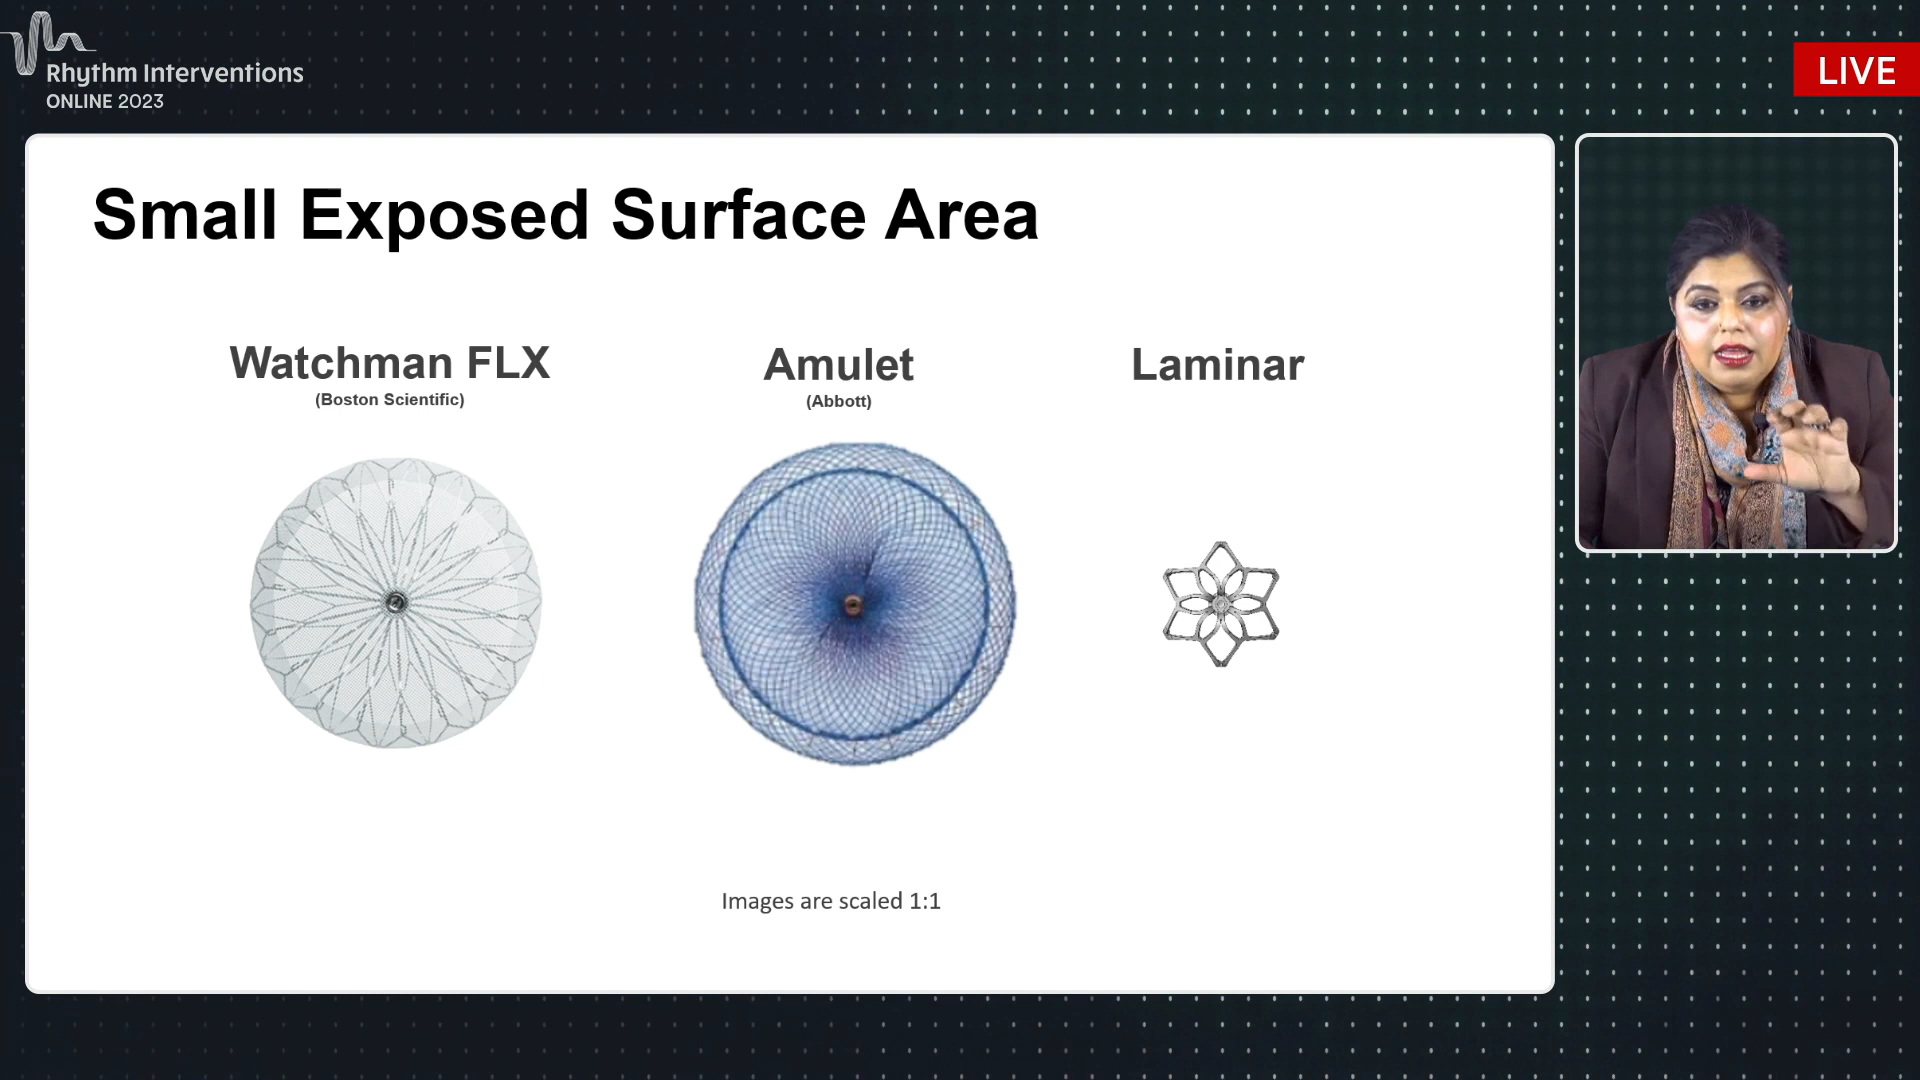 Rhythm Interventions
ONLINE 2023
LIVE
Small Exposed Surface Area
Watchman FLX
(Boston Scientific)
Amulet
(Abbott)
Laminar
Images are scaled 1:1